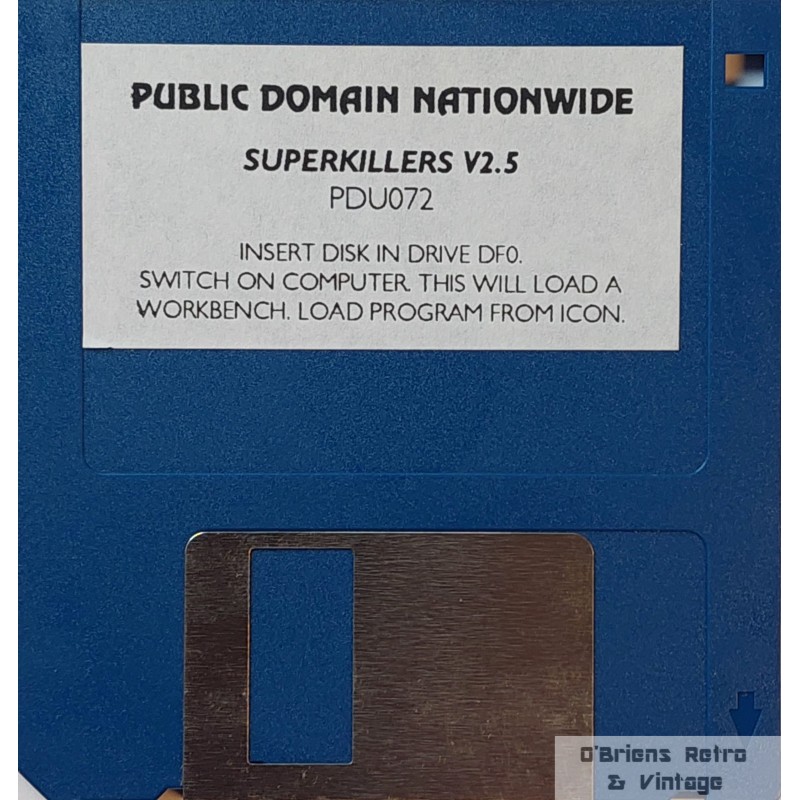 PUBLIC DOMAIN NATIONWIDE
SUPERKILLERS V2.5
PDU072
INSERT DISK IN DRIVE DF0.
SWITCH ON COMPUTER. THIS WILL LOAD A
WORKBENCH. LOAD PROGRAM FROM ICON.
O'Briens Retro
& Vintage